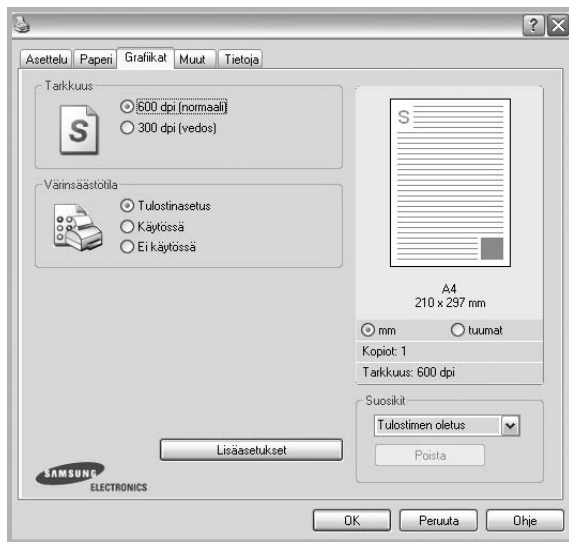 Asettelu Paperi Grafiikat Muut Tietoja
Tarkkuus
S
600 dpi (normaali)
300 dpi (vedos)
Värinsäästötila
Tulostinasetus
Käytössä
Ei käytössä
S
A4
210 x 297 mm
mm tuumat
Kopiot: 1
Tarkkuus: 600 dpi
Suosikit
Tulostimen oletus
Poista
Lisäasetukset
SAMSUNG
ELECTRONICS
OK Peruuta Ohje